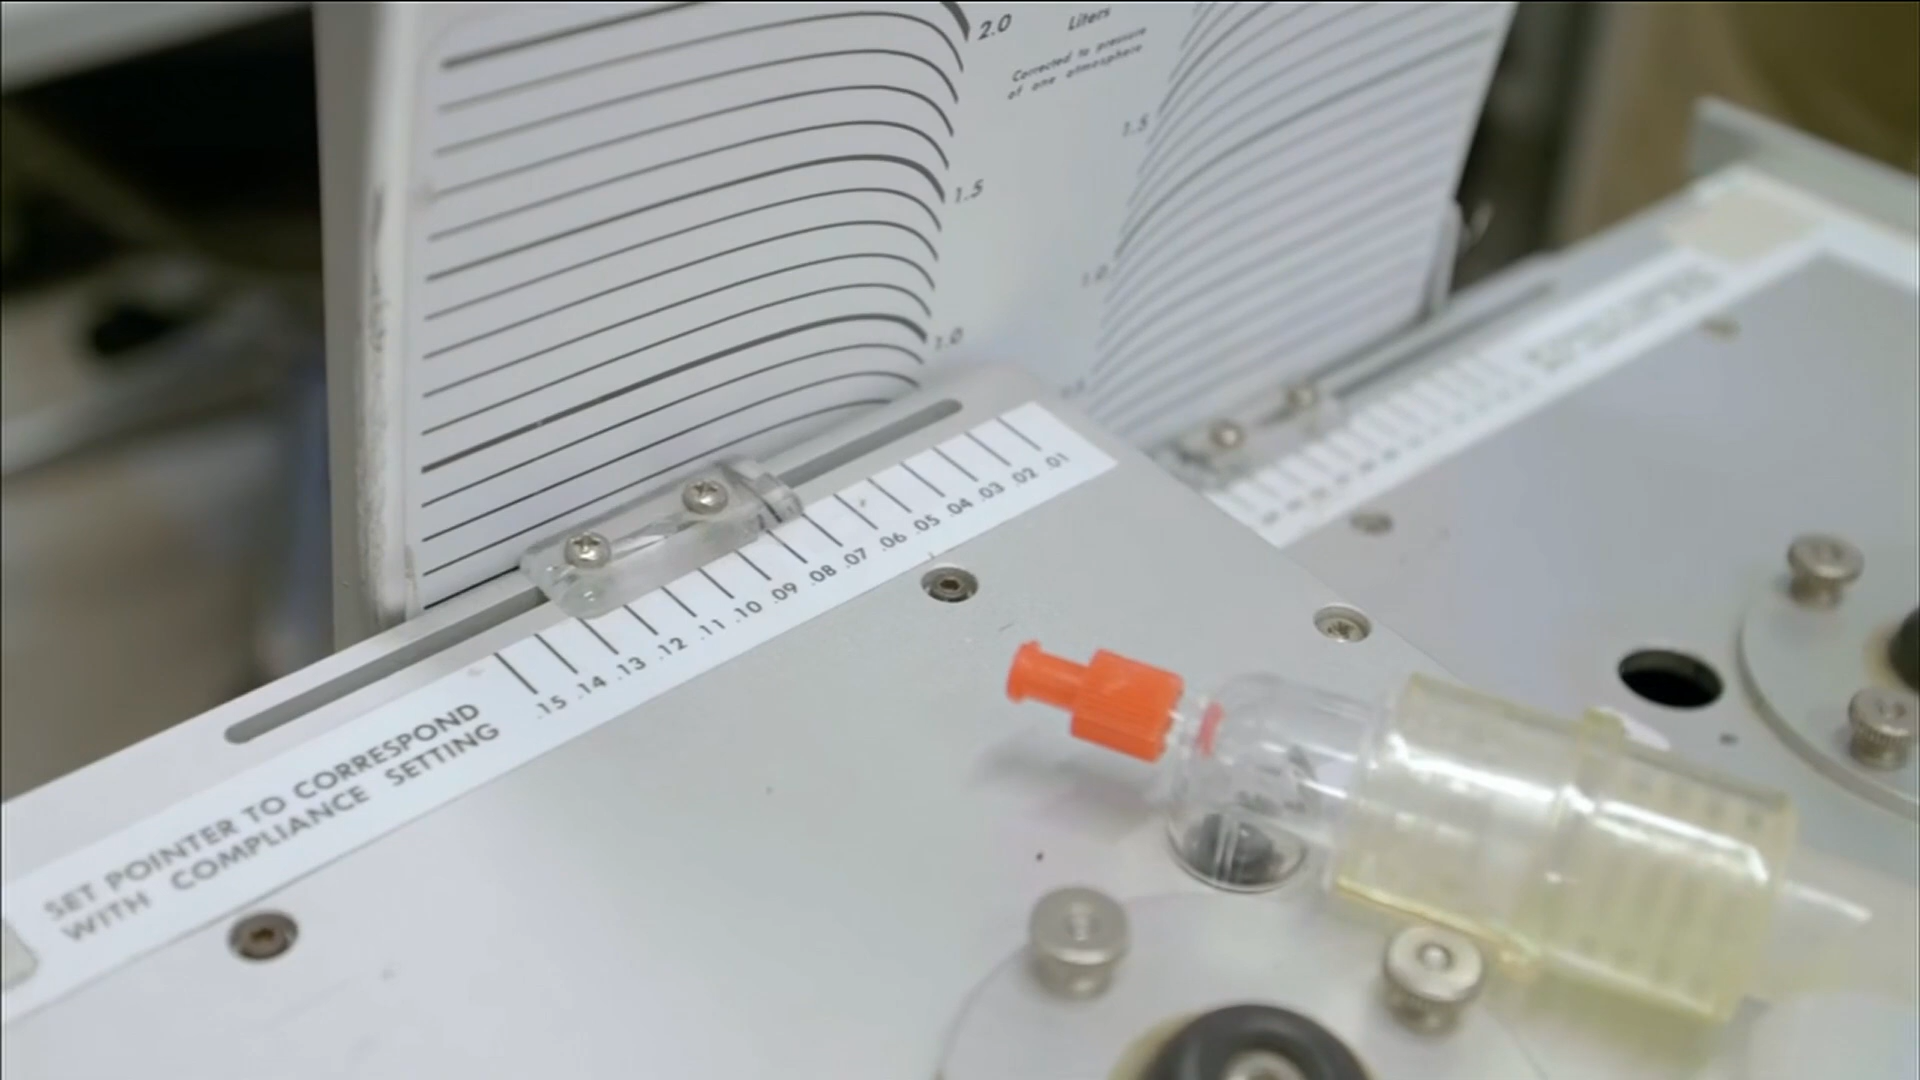 2.0
Liters
Corrected to pressure
of one atmosphere
1.5
1.5
1.0
1.0
SET POINTER TO CORRESPOND
WITH COMPLIANCE SETTING
.15 .14 .13 .12 .11 .10 .09 .08 .07 .06 .05 .04 .03 .02 .01